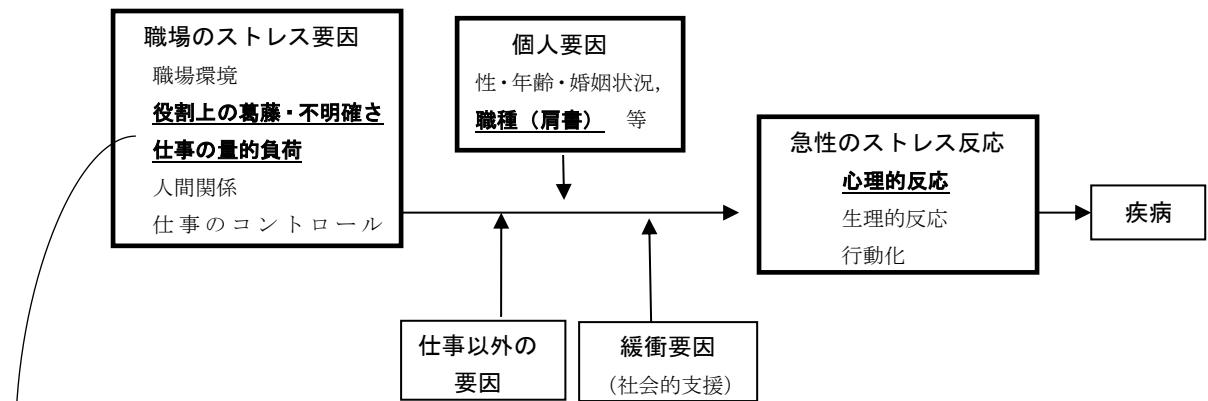 職場のストレス要因
職場環境
役割上の葛藤・不明確さ
仕事の量的負荷
人間関係
仕事のコントロール
個人要因
性・年齢・婚姻状況,
職種（肩書） 等
急性のストレス反応
心理的反応
生理的反応
行動化
疾病
仕事以外の
要因
緩衝要因
（社会的支援）